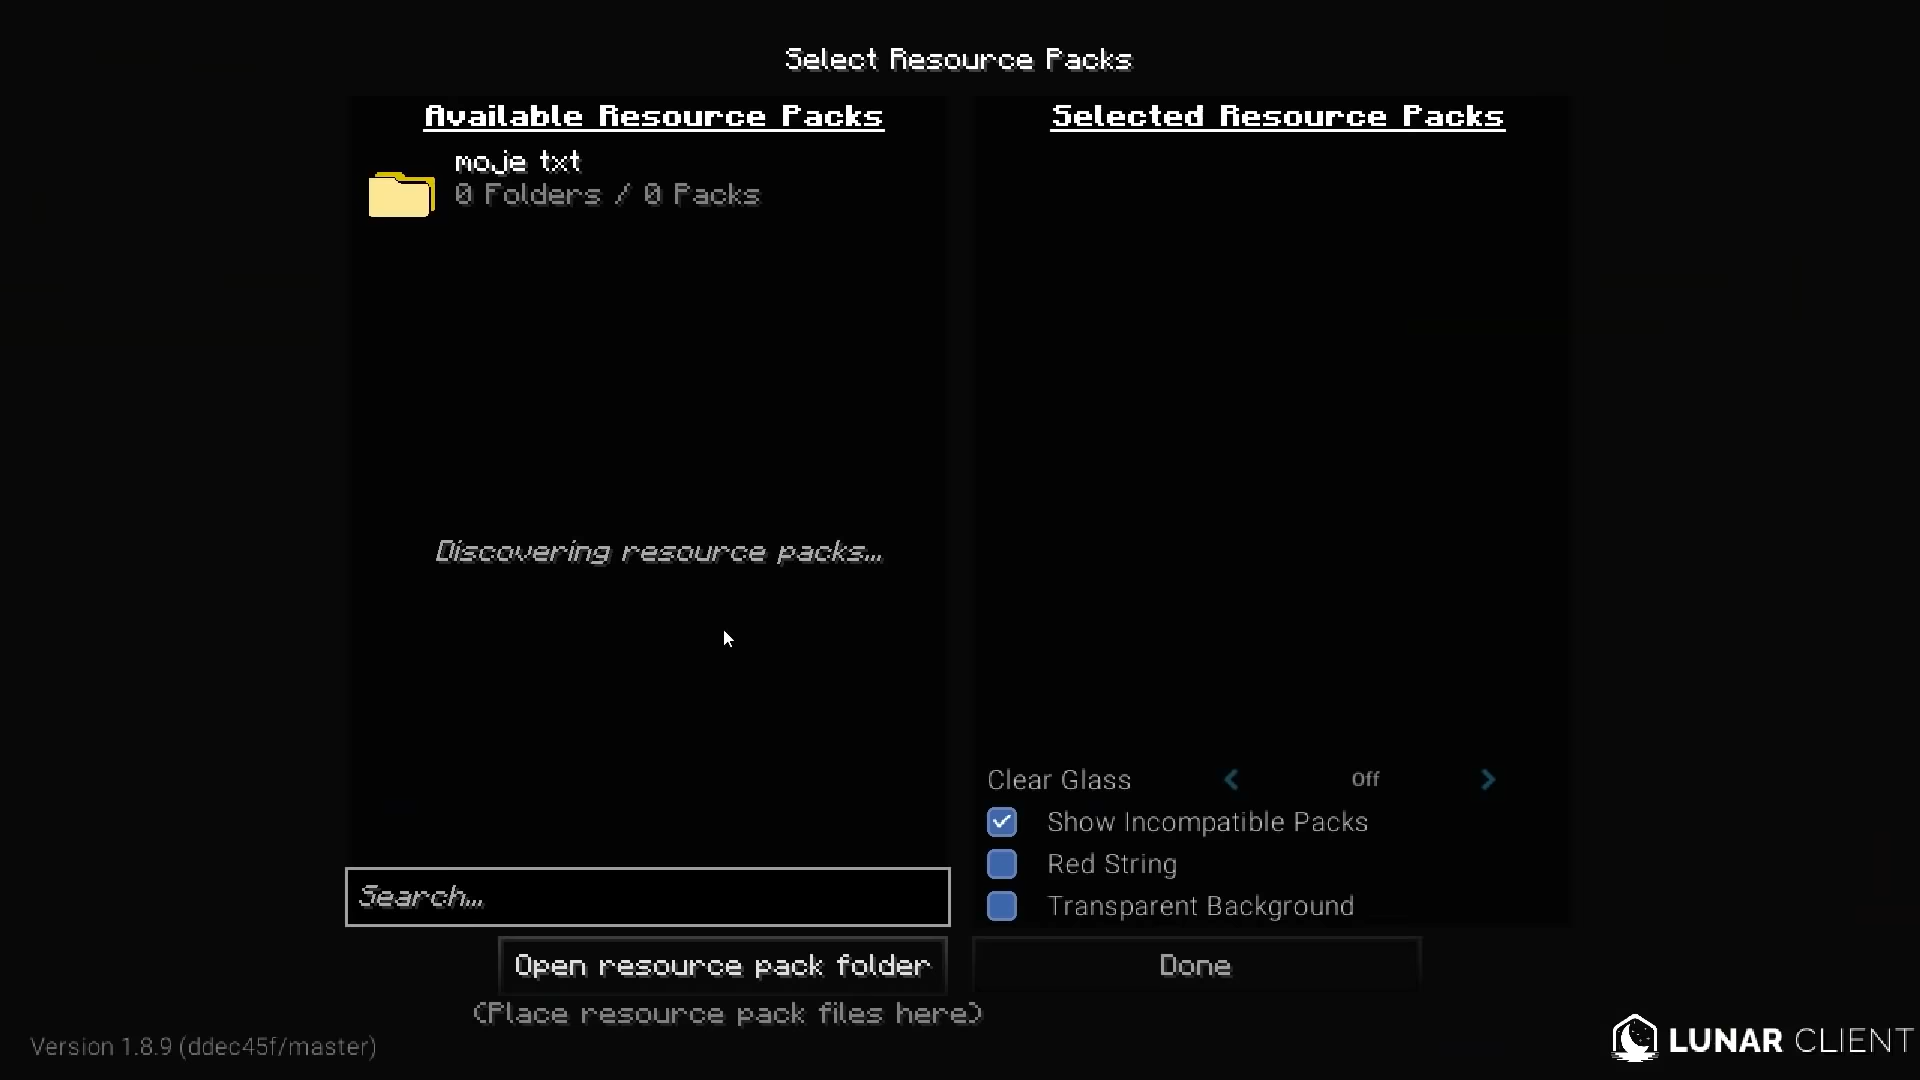 Select Resource Packs
Available Resource Packs
Selected Resource Packs
moje txt
0 Folders / 0 Packs
Discovering resource packs...
Clear Glass
Off
Show Incompatible Packs
Red String
Transparent Background
Search...
Open resource pack folder
Done
(Place resource pack files here)
Version 1.8.9 (ddec45f/master)
LUNAR CLIENT